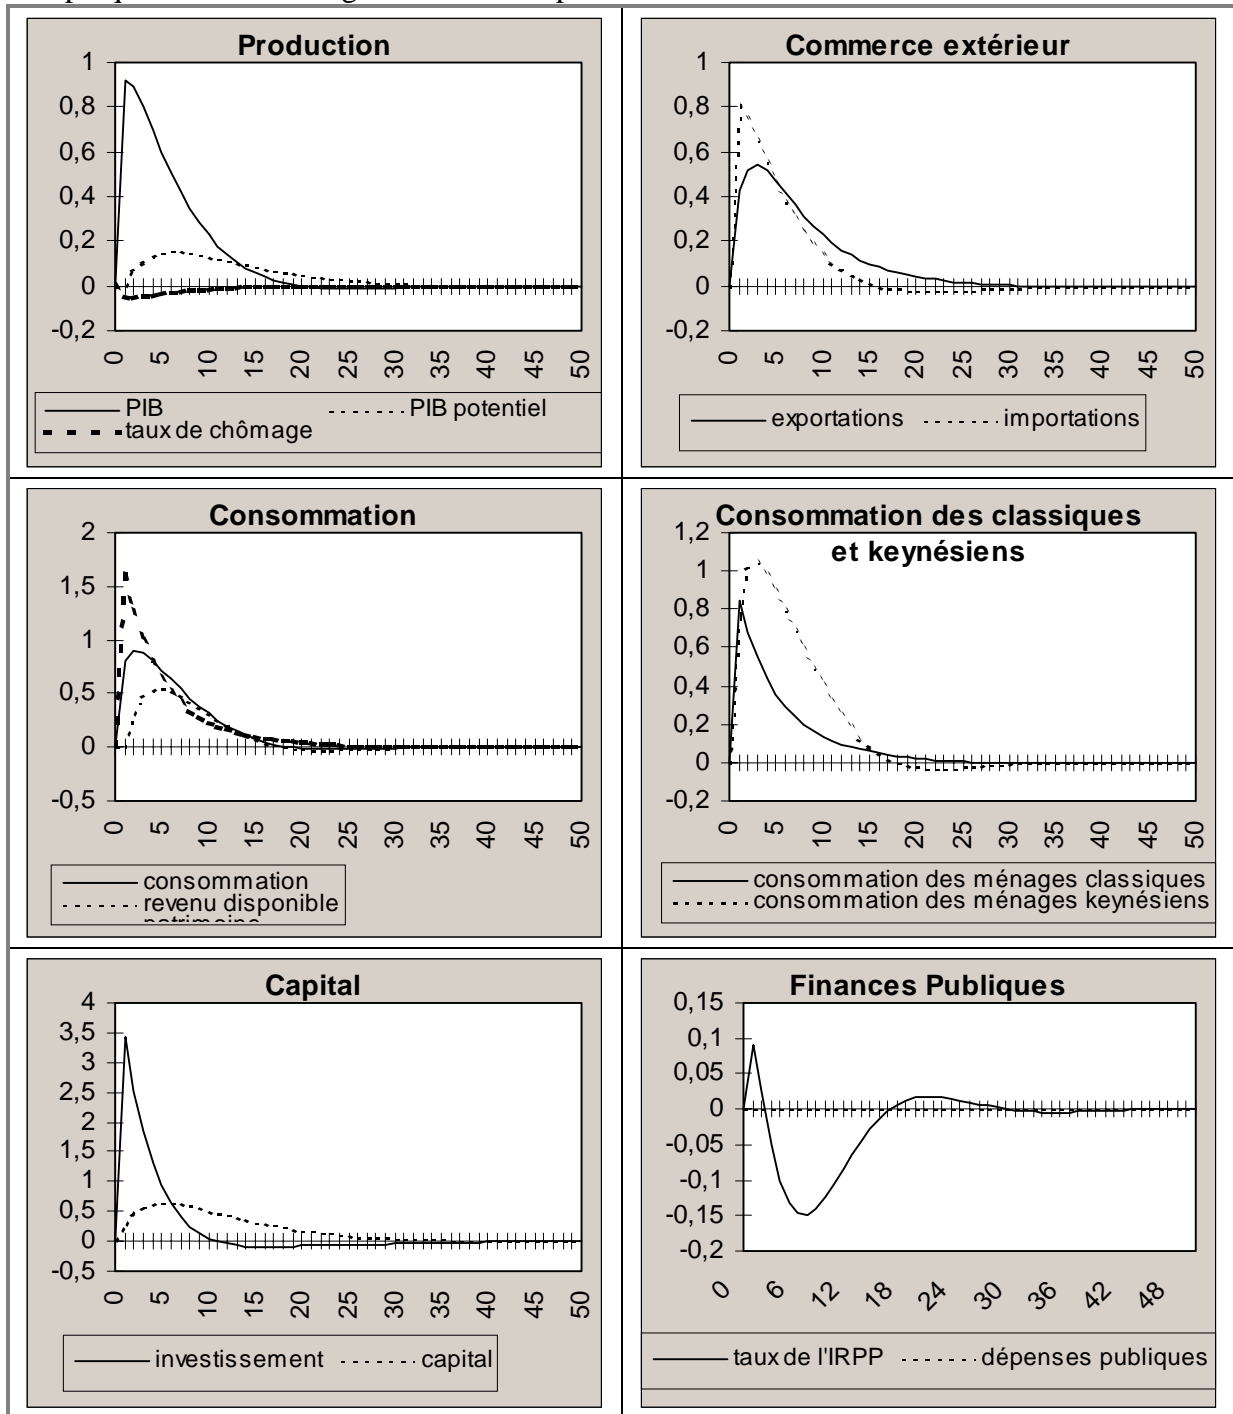 Production
1
0,8
0,6
0,4
0,2
0
-0,2
0 5 10 15 20 25 30 35 40 45 50
PIB PIB potentiel
taux de chômage
Commerce extérieur
1
0,8
0,6
0,4
0,2
0
-0,2
0 5 10 15 20 25 30 35 40 45 50
exportations importations
Consommation
2
1,5
1
0,5
0
-0,5
0 5 10 15 20 25 30 35 40 45 50
consommation
revenu disponible
patrimoine
Consommation des classiques
et keynésiens
1,2
1
0,8
0,6
0,4
0,2
0
-0,2
0 5 10 15 20 25 30 35 40 45 50
consommation des ménages classiques
consommation des ménages keynésiens
Capital
4
3,5
3
2,5
2
1,5
1
0,5
0
-0,5
0 5 10 15 20 25 30 35 40 45 50
investissement capital
Finances Publiques
0,15
0,1
0,05
0
-0,05
-0,1
-0,15
-0,2
0 6 12 18 24 30 36 42 48
taux de l'IRPP dépenses publiques